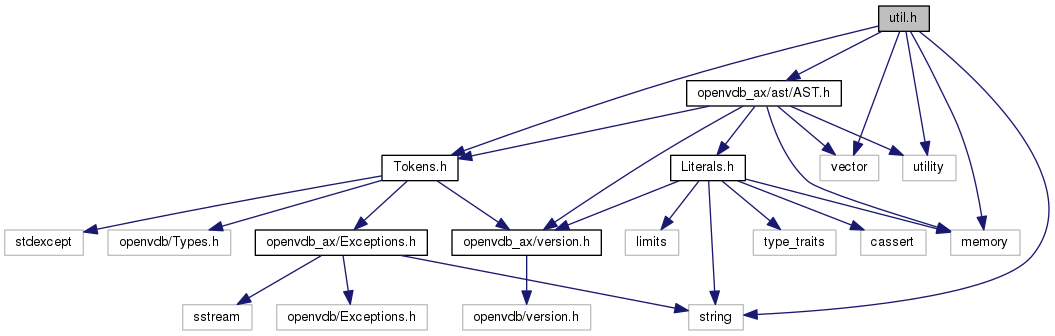 util.h
openvdb_ax/ast/AST.h
Tokens.h
Literals.h
vector
utility
stdexcept
openvdb/Types.h
openvdb_ax/Exceptions.h
openvdb_ax/version.h
limits
type_traits
cassert
memory
sstream
openvdb/Exceptions.h
openvdb/version.h
string